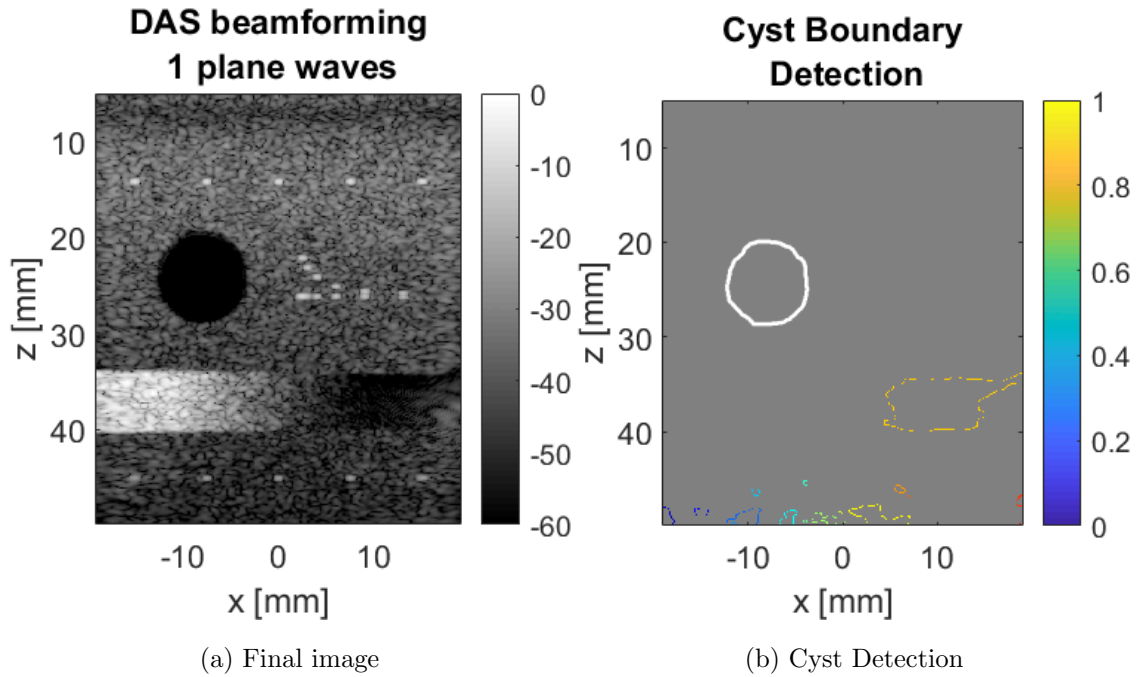 DAS beamforming
1 plane waves
0
-10
-20
-30
-40
-50
-60
10
20
30
40
z [mm]
-10 0 10
x [mm]
(a) Final image
Cyst Boundary
Detection
1
0.8
0.6
0.4
0.2
0
10
20
30
40
z [mm]
-10 0 10
x [mm]
(b) Cyst Detection